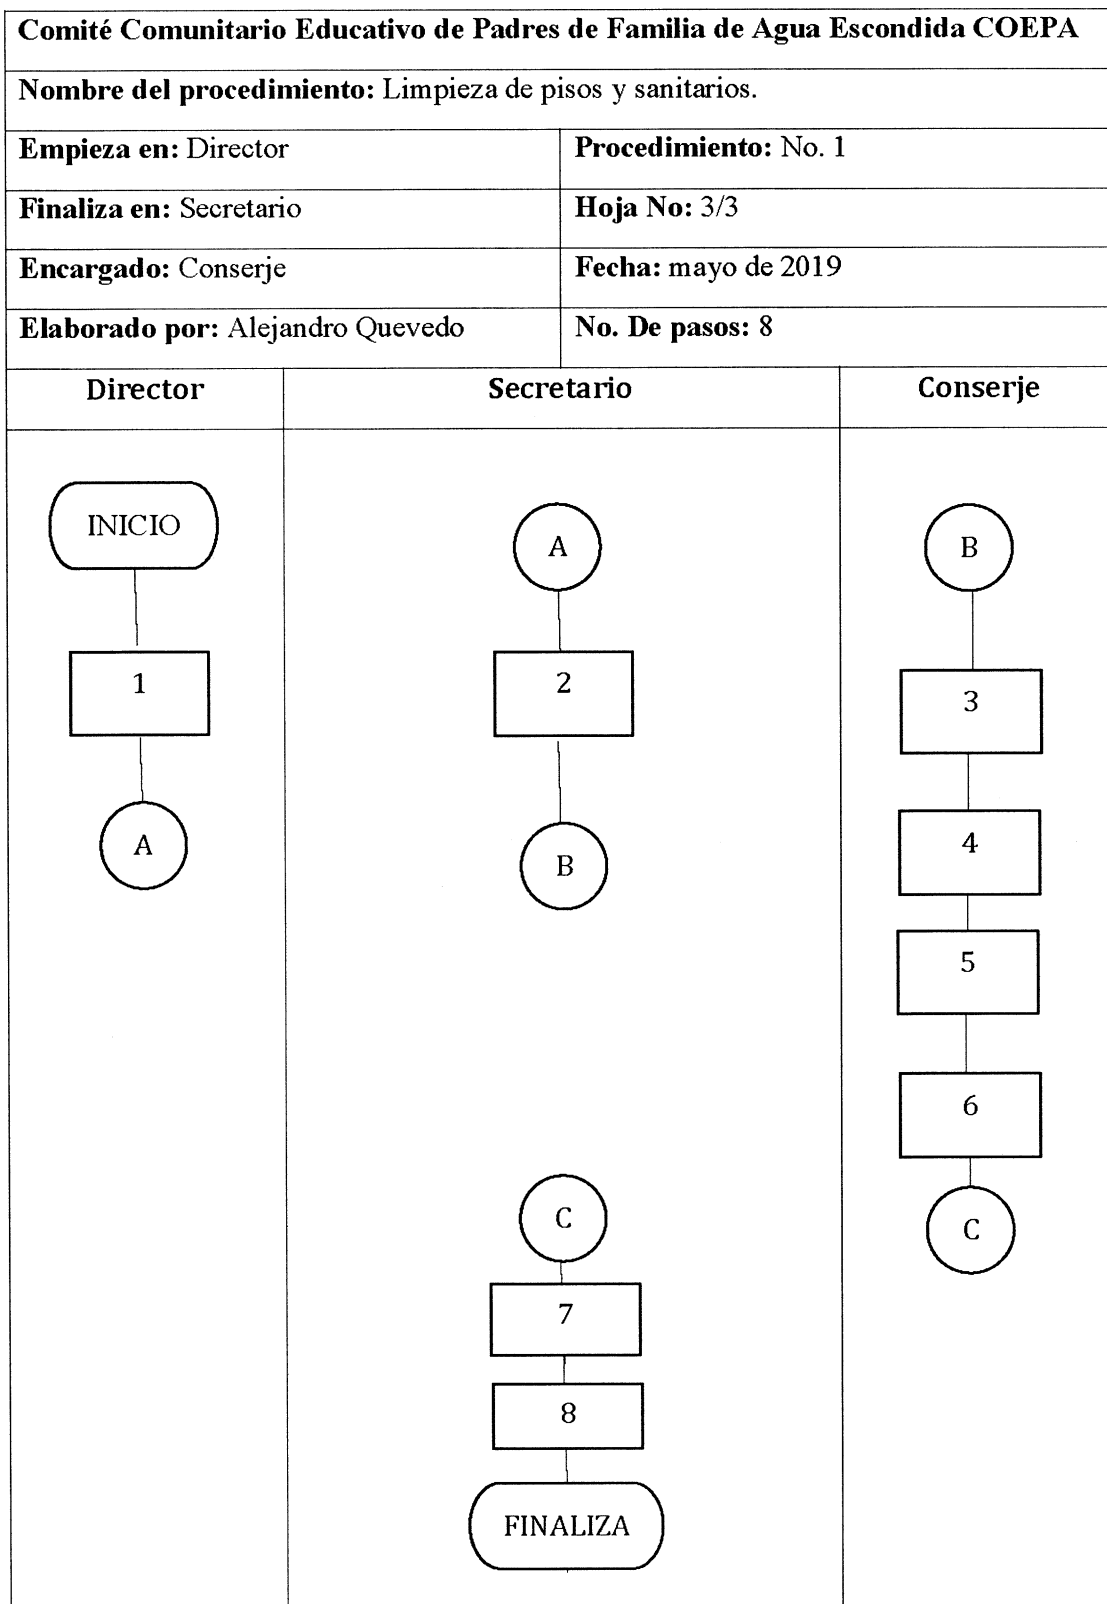 Comité Comunitario Educativo de Padres de Familia de Agua Escondida COEPA
Nombre del procedimiento: Limpieza de pisos y sanitarios.
Empieza en: Director
Procedimiento: No. 1
Finaliza en: Secretario
Hoja No: 3/3
Encargado: Conserje
Fecha: mayo de 2019
Elaborado por: Alejandro Quevedo
No. De pasos: 8
Director
Secretario
Conserje
INICIO
1
A
A
2
B
C
7
8
FINALIZA
B
3
4
5
6
C